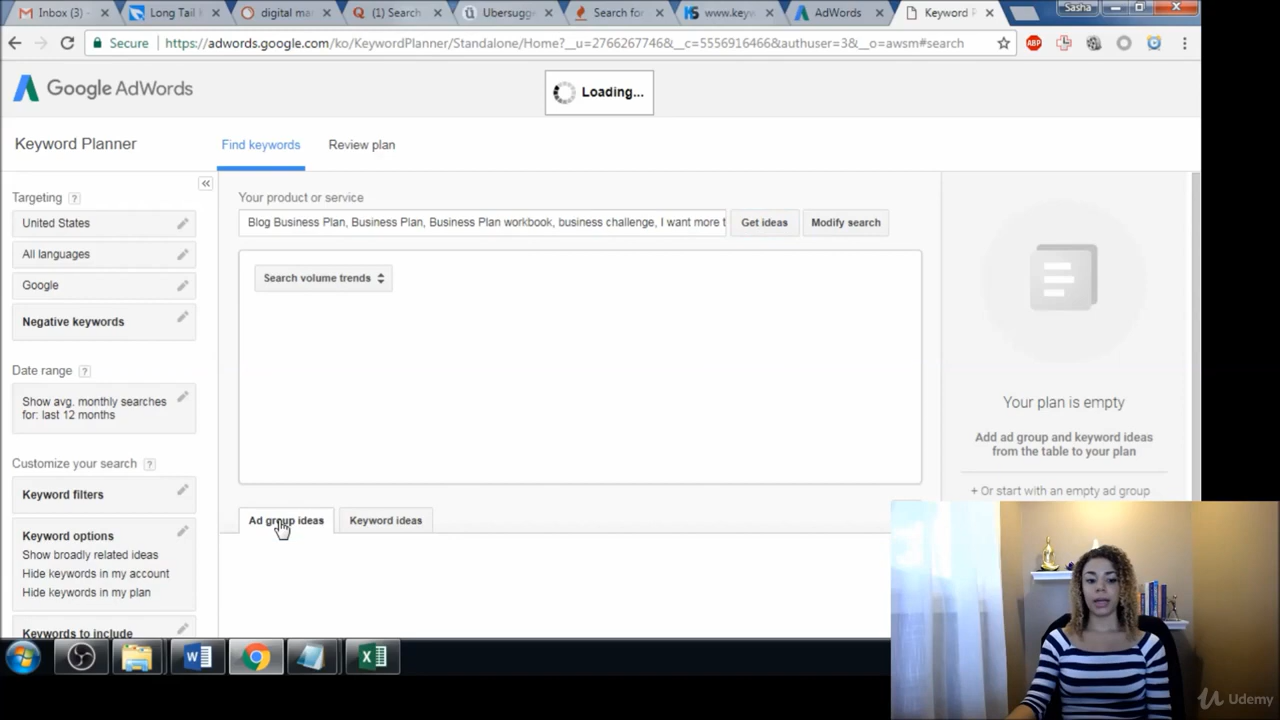 Inbox (3) -
Long Tail
digital ma
(1) Search
Ubersugg
Search for
www.keyw
AdWords
Keyword P
Sasha
Secure
https://adwords.google.com/ko/KeywordPlanner/Standalone/Home?__u=2766267746&__c=5556916466&authuser=3&__o=awsm#search
ABP
Google AdWords
Loading...
Keyword Planner
Find keywords
Review plan
«
Targeting ?
United States
All languages
Google
Negative keywords
Date range ?
Show avg. monthly searches
for: last 12 months
Customize your search ?
Keyword filters
Keyword options
Show broadly related ideas
Hide keywords in my account
Hide keywords in my plan
Keywords to include
Your product or service
Blog Business Plan, Business Plan, Business Plan workbook, business challenge, I want more t
Get ideas
Modify search
Search volume trends
Ad group ideas
Keyword ideas
Your plan is empty
Add ad group and keyword ideas
from the table to your plan
+ Or start with an empty ad group
Udemy